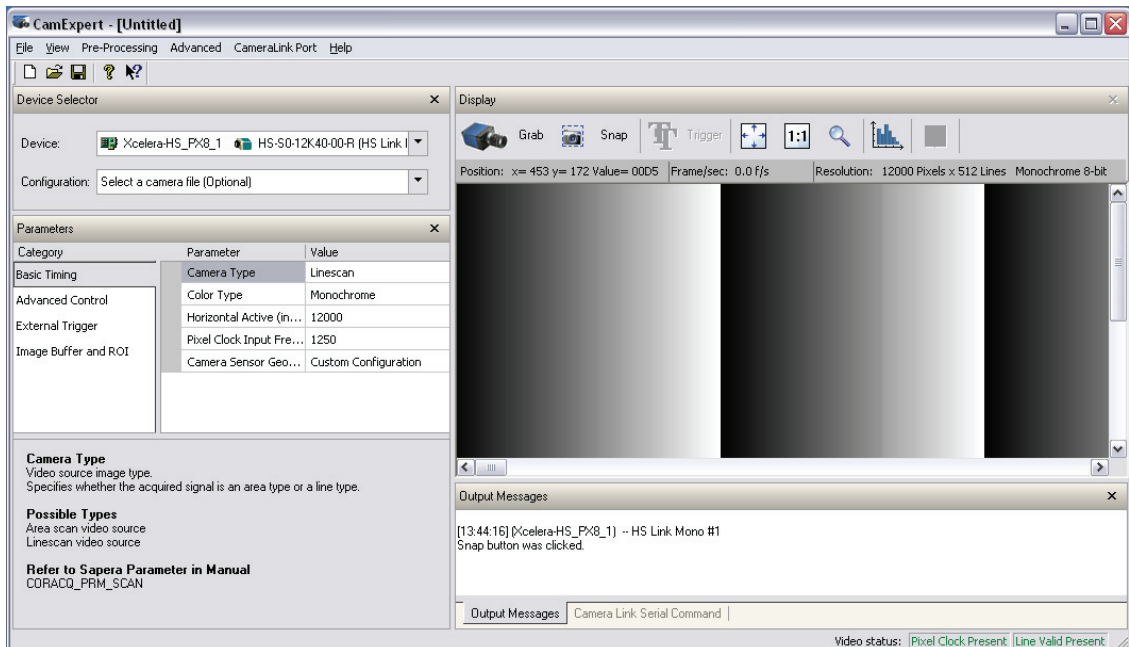 CamExpert - [Untitled]
File View Pre-Processing Advanced CameraLink Port Help
Device Selector
Device: Xcelera-HS_PX8_1 HS-S0-12K40-00-R (HS Link I
Configuration: Select a camera file (Optional)
Parameters
Category Parameter Value
Basic Timing
Advanced Control
External Trigger
Image Buffer and ROI
Camera Type Linescan
Color Type Monochrome
Horizontal Active (in... 12000
Pixel Clock Input Fre... 1250
Camera Sensor Geo... Custom Configuration
Camera Type
Video source image type.
Specifies whether the acquired signal is an area type or a line type.
Possible Types
Area scan video source
Linescan video source
Refer to Sapera Parameter in Manual
CORACQ_PRM_SCAN
Display
Grab Snap Trigger 1:1
Position: x= 453 y= 172 Value= 00D5 Frame/sec: 0.0 f/s Resolution: 12000 Pixels x 512 Lines Monochrome 8-bit
Output Messages
[13:44:16] (Xcelera-HS_PX8_1) -- HS Link Mono #1
Snap button was clicked.
Output Messages Camera Link Serial Command
Video status: Pixel Clock Present Line Valid Present